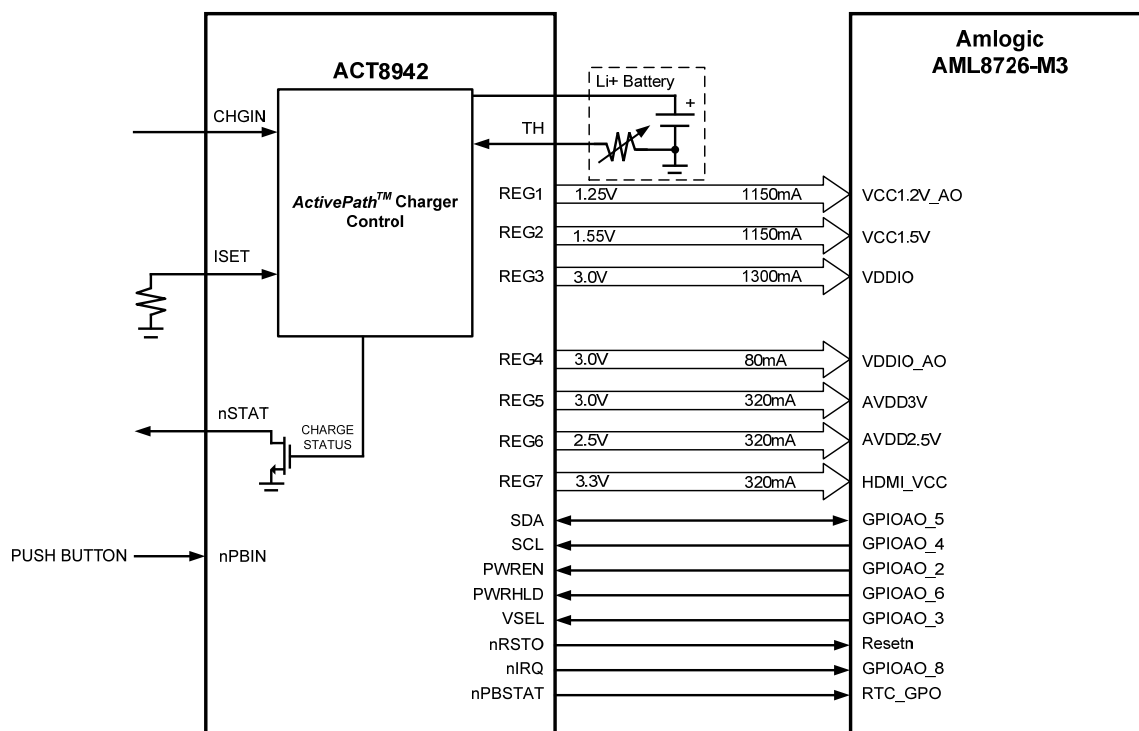 Amlogic
AML8726-M3
ACT8942
Li+ Battery
+
CHGIN
TH
ActivePath™ Charger
Control
ISET
REG1 1.25V 1150mA VCC1.2V_AO
REG2 1.55V 1150mA VCC1.5V
REG3 3.0V 1300mA VDDIO
REG4 3.0V 80mA VDDIO_AO
REG5 3.0V 320mA AVDD3V
REG6 2.5V 320mA AVDD2.5V
REG7 3.3V 320mA HDMI_VCC
nSTAT
CHARGE
STATUS
SDA GPIOAO_5
SCL GPIOAO_4
PUSH BUTTON nPBIN
PWREN GPIOAO_2
PWRHLD GPIOAO_6
VSEL GPIOAO_3
nRSTO Resetn
nIRQ GPIOAO_8
nPBSTAT RTC_GPO